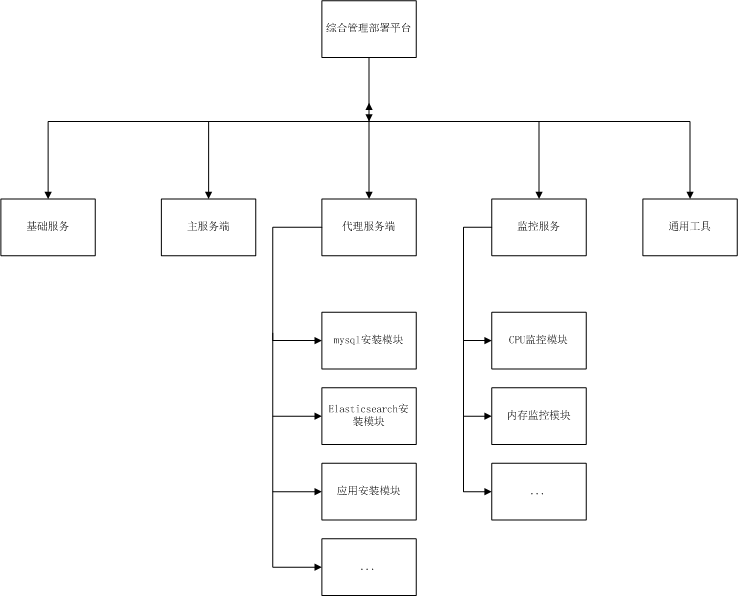 综合管理部署平台
基础服务
主服务端
代理服务端
监控服务
通用工具
mysql安装模块
CPU监控模块
Elasticsearch安
装模块
内存监控模块
应用安装模块
...
...